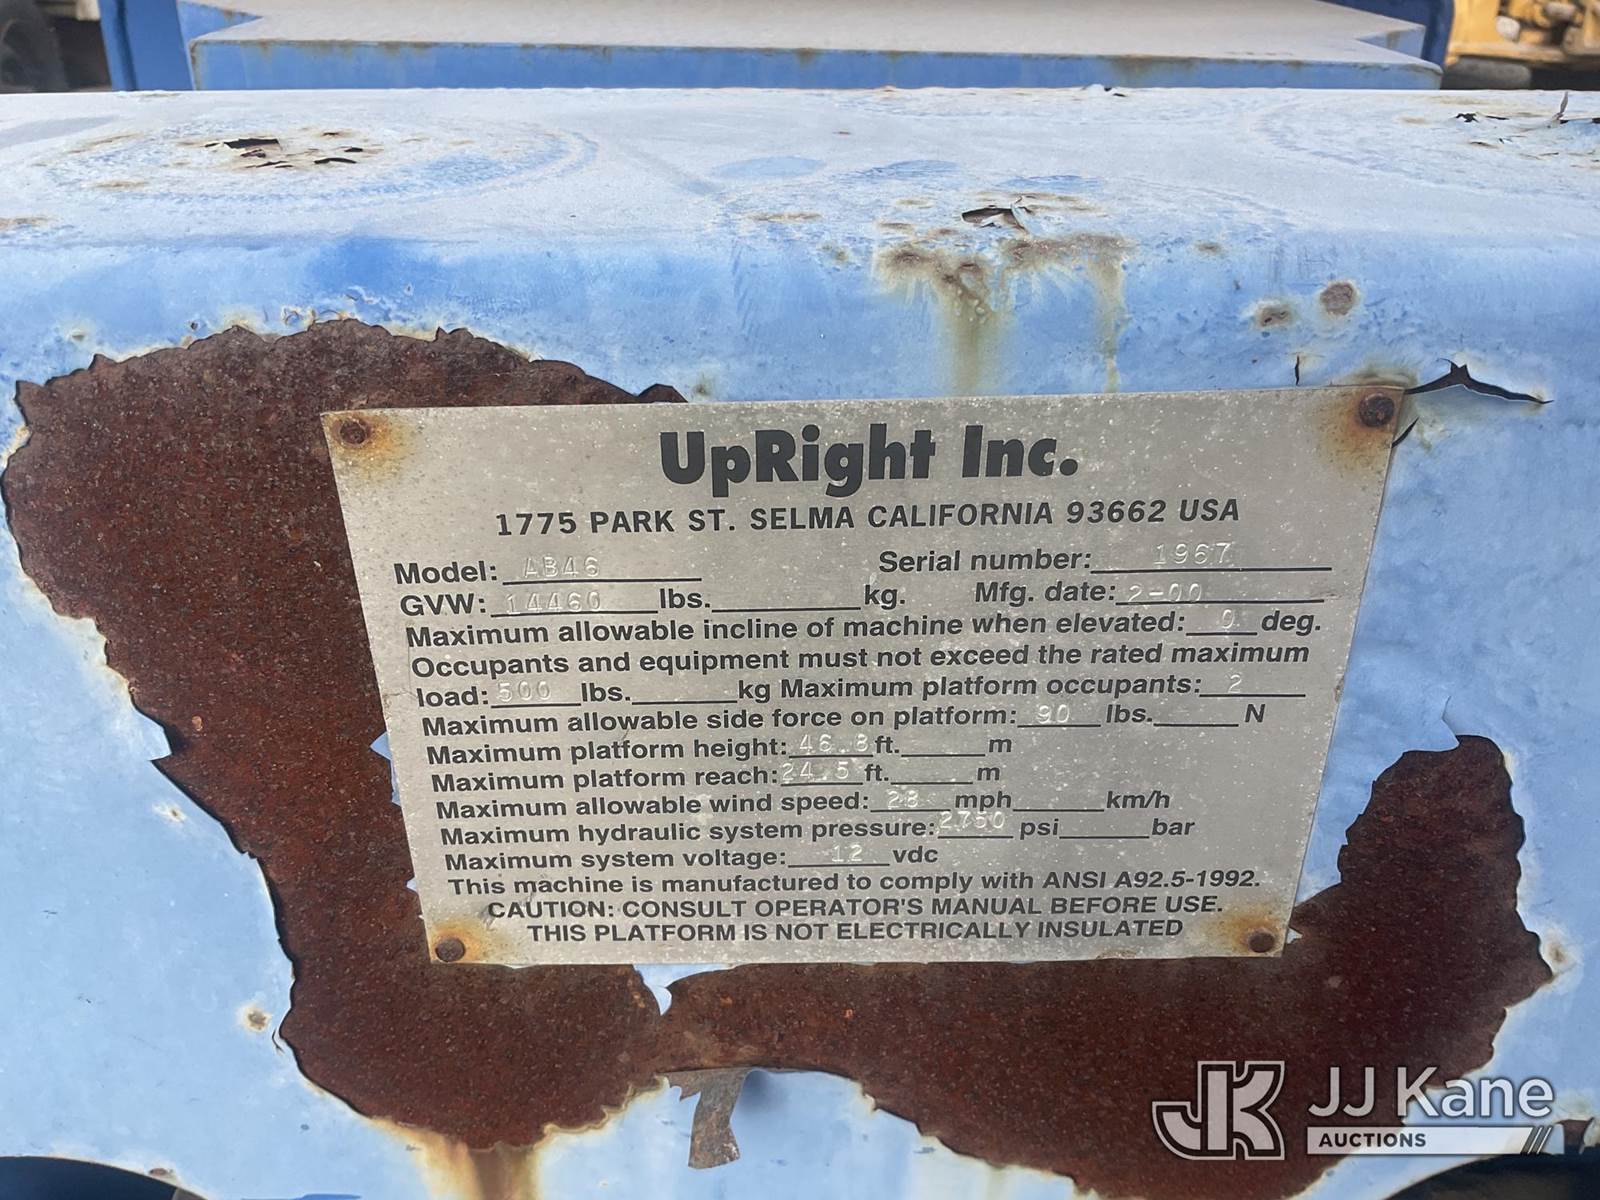 UpRight Inc.
1775 PARK ST. SELMA CALIFORNIA 93662 USA
Model: AB46 Serial number: 1967
GVW: 14460 lbs. kg. Mfg. date: 2-00
Maximum allowable incline of machine when elevated: 0 deg.
Occupants and equipment must not exceed the rated maximum
load: 500 lbs. kg Maximum platform occupants: 2
Maximum allowable side force on platform: 90 lbs. N
Maximum platform height: 46.8 ft. m
Maximum platform reach: 24.5 ft. m
Maximum allowable wind speed: 28 mph km/h
Maximum hydraulic system pressure: 2750 psi bar
Maximum system voltage: 12 vdc
This machine is manufactured to comply with ANSI A92.5-1992.
CAUTION: CONSULT OPERATOR'S MANUAL BEFORE USE.
THIS PLATFORM IS NOT ELECTRICALLY INSULATED
JK JJ Kane
AUCTIONS